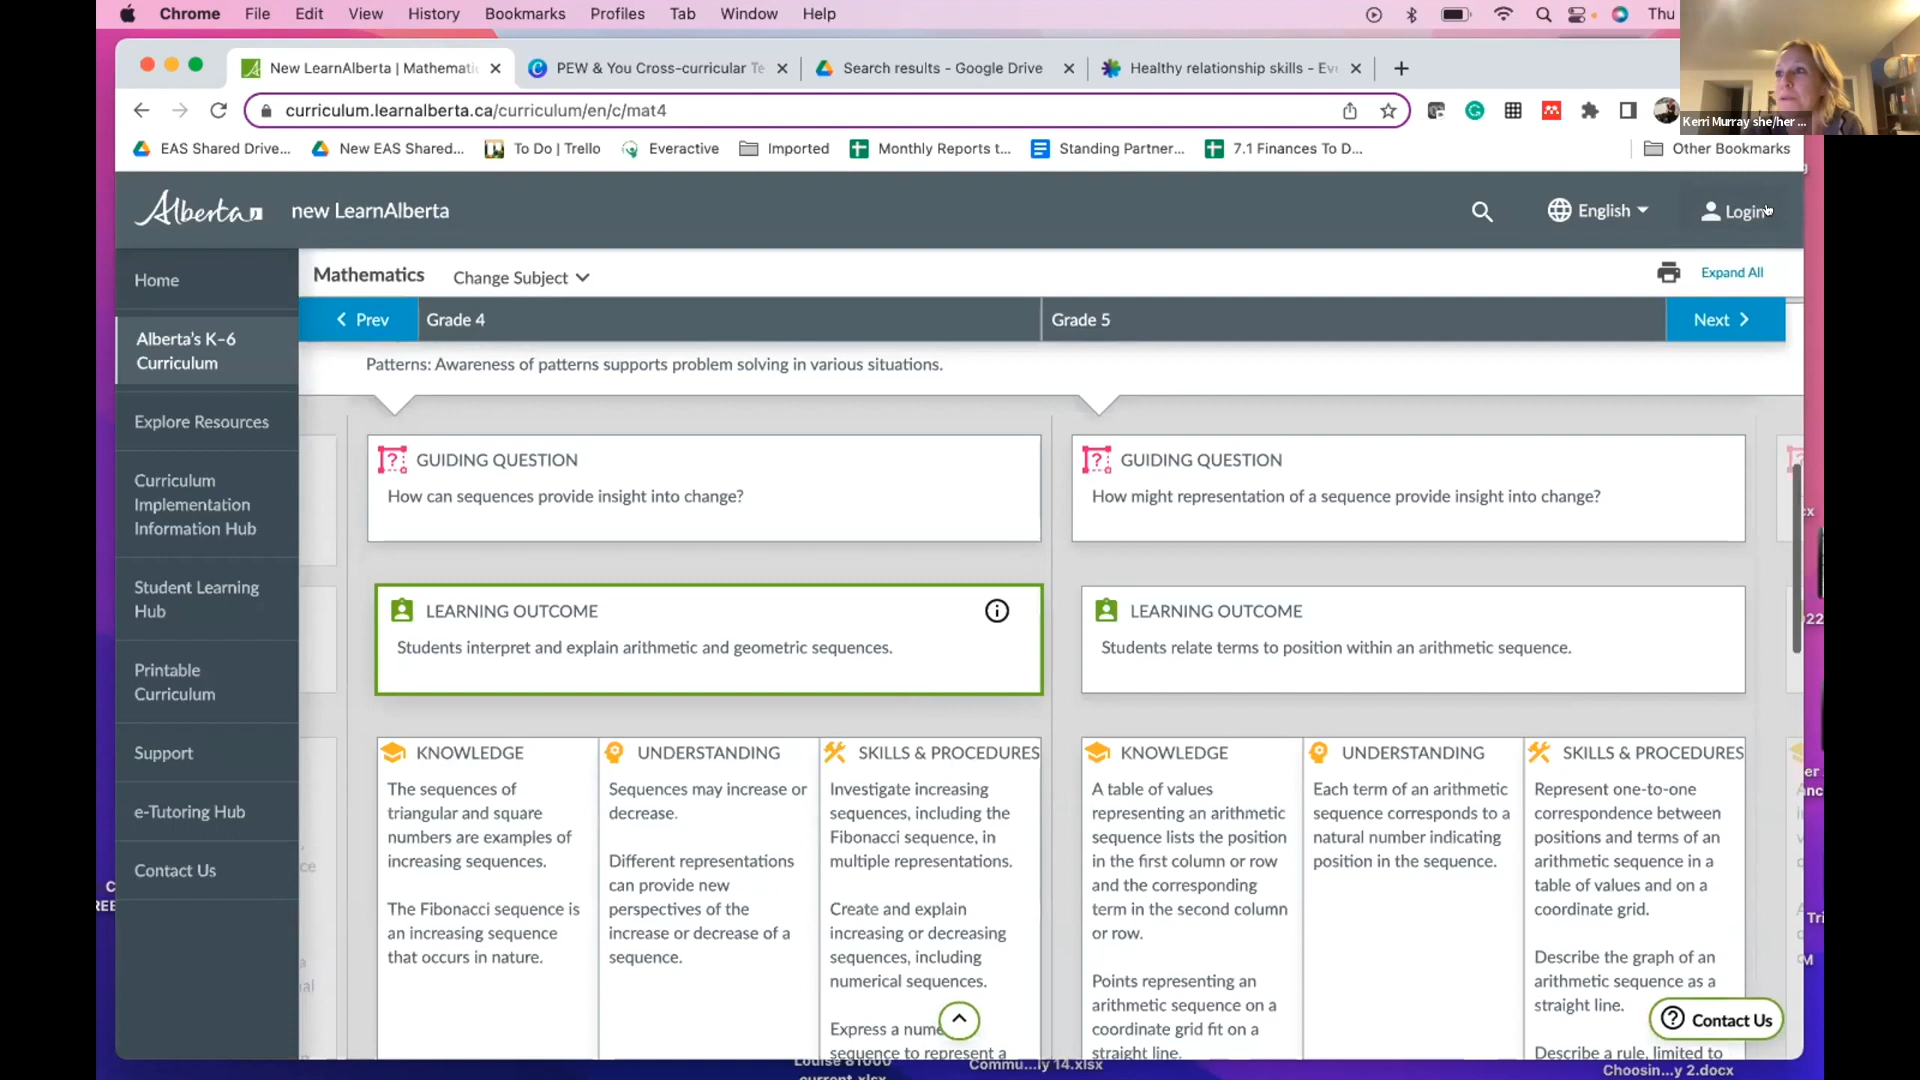 Chrome File Edit View History Bookmarks Profiles Tab Window Help Thu
New LearnAlberta | Mathemati PEW & You Cross-curricular Te Search results - Google Drive Healthy relationship skills - Ev
curriculum.learnalberta.ca/curriculum/en/c/mat4
Kerri Murray she/her ...
EAS Shared Drive... New EAS Shared... To Do | Trello Everactive Imported Monthly Reports t... Standing Partner... 7.1 Finances To D... Other Bookmarks
Alberta new LearnAlberta English Login
Home
Alberta's K–6
Curriculum
Explore Resources
Curriculum
Implementation
Information Hub
Student Learning
Hub
Printable
Curriculum
Support
e-Tutoring Hub
Contact Us
Mathematics Change Subject Expand All
Prev Grade 4 Grade 5 Next
Patterns: Awareness of patterns supports problem solving in various situations.
GUIDING QUESTION
How can sequences provide insight into change?
LEARNING OUTCOME
Students interpret and explain arithmetic and geometric sequences.
KNOWLEDGE
The sequences of
triangular and square
numbers are examples of
increasing sequences.
The Fibonacci sequence is
an increasing sequence
that occurs in nature.
UNDERSTANDING
Sequences may increase or
decrease.
Different representations
can provide new
perspectives of the
increase or decrease of a
sequence.
SKILLS & PROCEDURES
Investigate increasing
sequences, including the
Fibonacci sequence, in
multiple representations.
Create and explain
increasing or decreasing
sequences, including
numerical sequences.
Express a nume
sequence to represent a
GUIDING QUESTION
How might representation of a sequence provide insight into change?
LEARNING OUTCOME
Students relate terms to position within an arithmetic sequence.
KNOWLEDGE
A table of values
representing an arithmetic
sequence lists the position
in the first column or row
and the corresponding
term in the second column
or row.
Points representing an
arithmetic sequence on a
coordinate grid fit on a
straight line.
UNDERSTANDING
Each term of an arithmetic
sequence corresponds to a
natural number indicating
position in the sequence.
SKILLS & PROCEDURES
Represent one-to-one
correspondence between
positions and terms of an
arithmetic sequence in a
table of values and on a
coordinate grid.
Describe the graph of an
arithmetic sequence as a
straight line.
Describe a rule, limited to
Contact Us
Commu...ly 14.xlsx
Choosin...y 2.docx